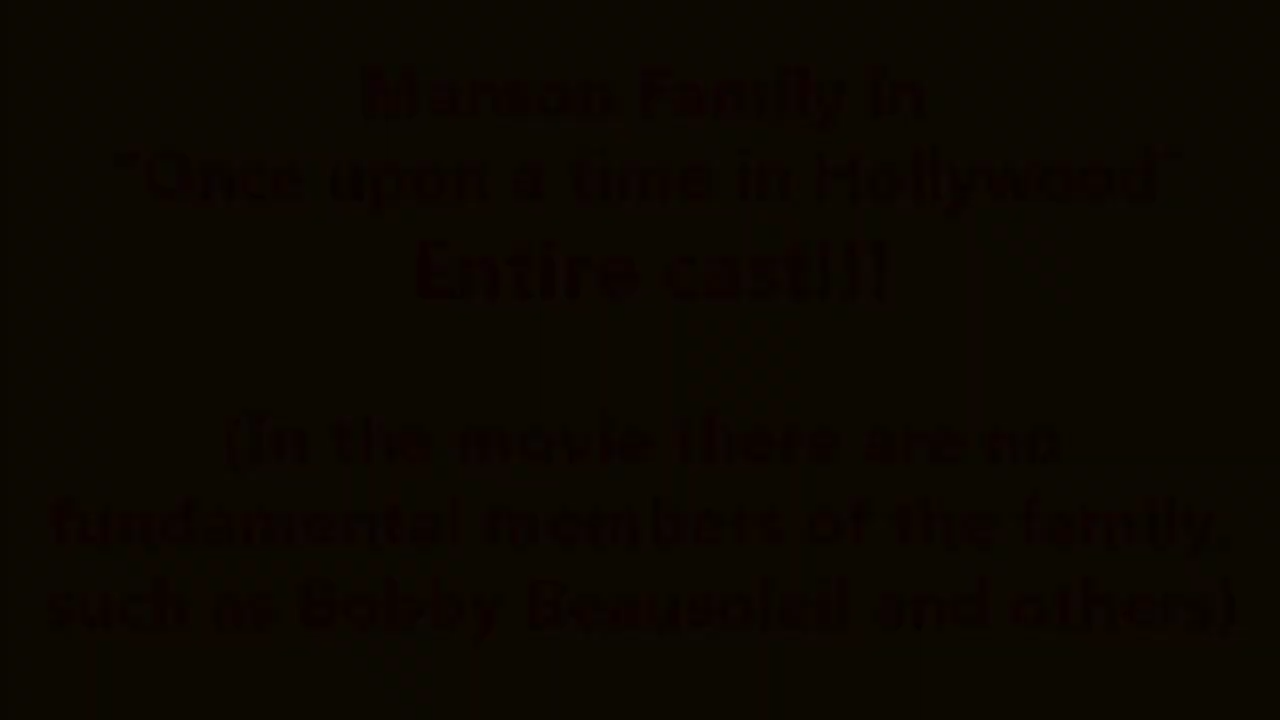 Manson Family in
"Once upon a time in Hollywood"
Entire cast!!!
(In the movie there are no
fundamental members of the family
such as Bobby Beausoleil and others)